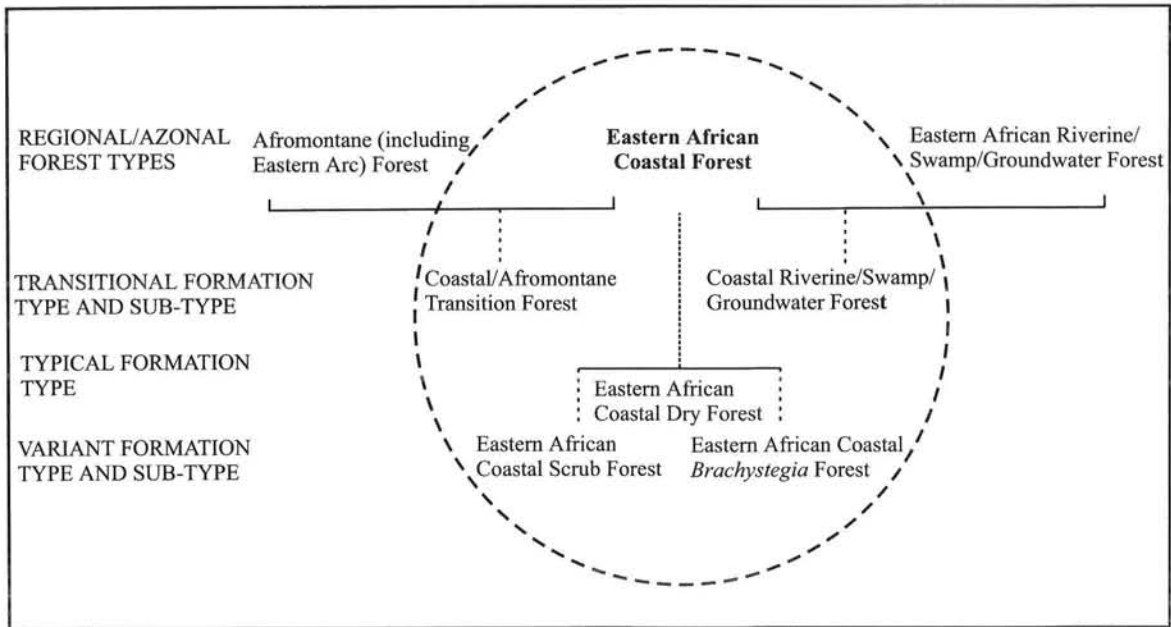 REGIONAL/AZONAL
FOREST TYPES
Afromontane (including
Eastern Arc) Forest
Eastern African
Coastal Forest
Eastern African Riverine/
Swamp/Groundwater Forest
TRANSITIONAL FORMATION
TYPE AND SUB-TYPE
Coastal/Afromontane
Transition Forest
Coastal Riverine/Swamp/
Groundwater Forest
TYPICAL FORMATION
TYPE
Eastern African
Coastal Dry Forest
VARIANT FORMATION
TYPE AND SUB-TYPE
Eastern African
Coastal Scrub Forest
Eastern African Coastal
Brachystegia Forest